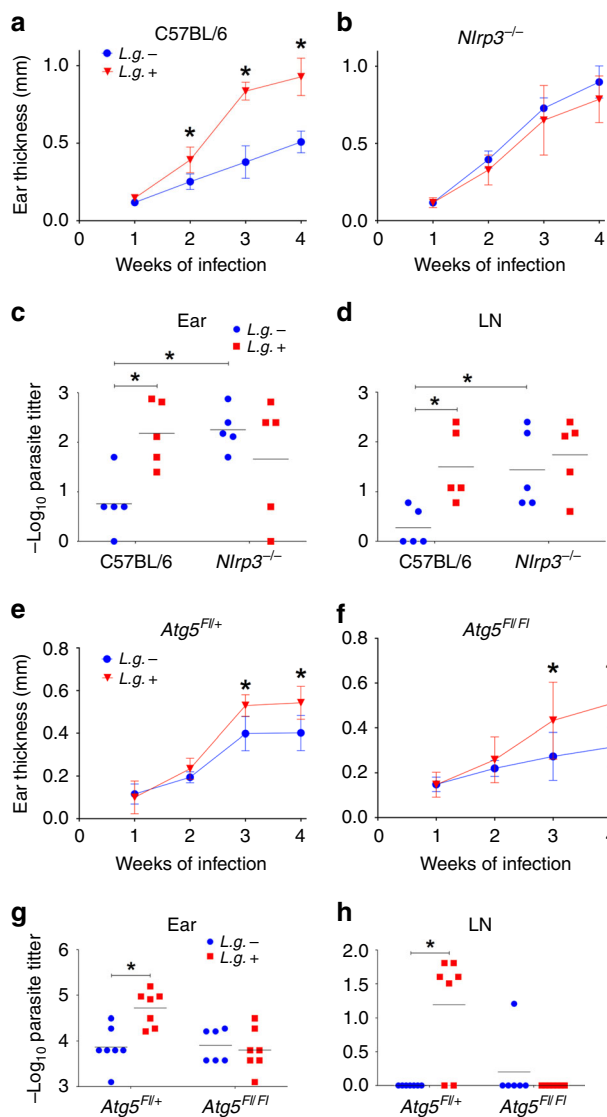 a C57BL/6
L.g. –
L.g. +
* * *
Ear thickness (mm)
1.0
0.5
0.0
0 1 2 3 4
Weeks of infection
b Nlrp3–/–
1.0
0.5
0.0
0 1 2 3 4
Weeks of infection
c Ear
L.g. –
L.g. +
*
*
–Log10 parasite titter
3
2
1
0
C57BL/6 Nlrp3–/–
d LN
*
*
3
2
1
0
C57BL/6 Nlrp3–/–
e Atg5Fl/+
L.g. –
L.g. +
* *
Ear thickness (mm)
0.6
0.4
0.2
0.0
0 1 2 3 4
Weeks of infection
f Atg5Fl/Fl
*
0.8
0.6
0.4
0.2
0.0
0 1 2 3
Weeks of infection
g Ear
L.g. –
L.g. +
*
–Log10 parasite titter
6
5
4
3
Atg5Fl/+ Atg5Fl/Fl
h LN
*
2.0
1.5
1.0
0.5
0.0
Atg5Fl/+ Atg5Fl/Fl